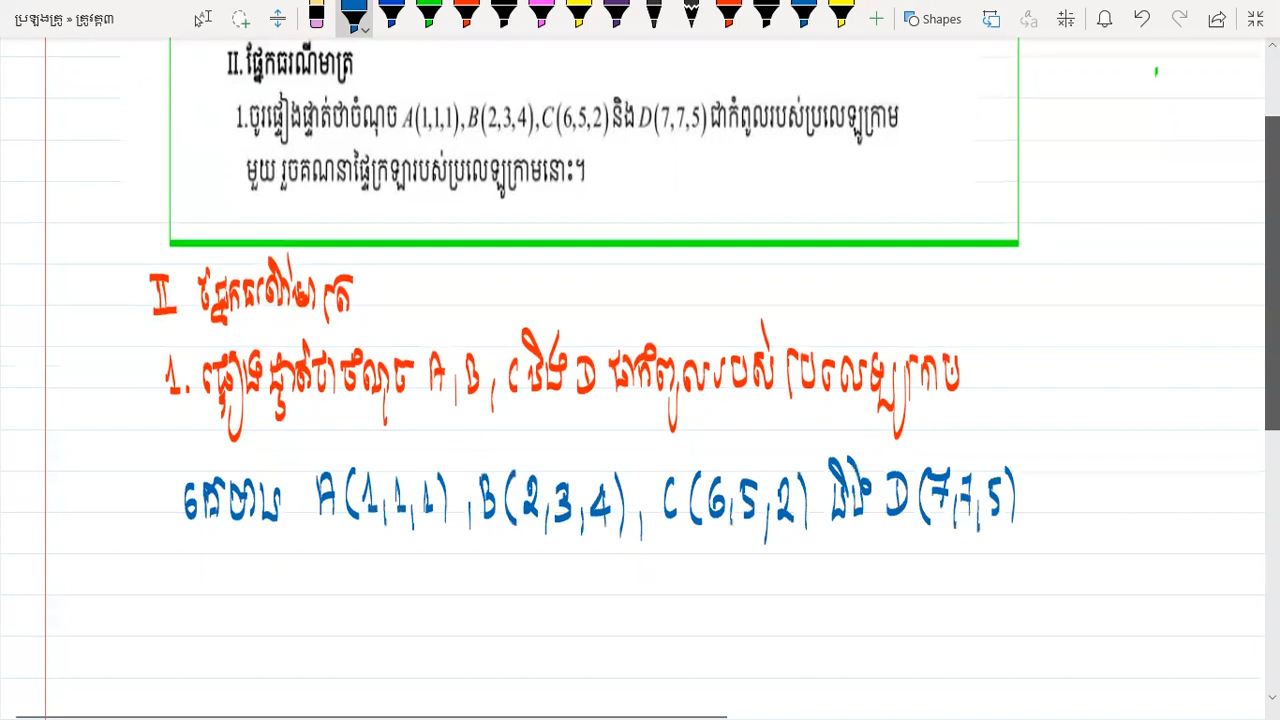 ប្រឡងគ្រូ » គ្រូវគ្គ៣
Shapes
II. ផ្នែកធរណីមាត្រ
1.ចូរផ្ទៀងផ្ទាត់ថាចំណុច A(1,1,1), B(2,3,4), C(6,5,2) និង D(7,7,5) ជាកំពូលរបស់ប្រលេឡូក្រាម
មួយ រួចគណនាផ្ទៃក្រឡារបស់ប្រលេឡូក្រាមនោះ។
II ផ្នែកធរណីមាត្រ
1. ផ្ទៀងផ្ទាត់ថាចំណុច A, B, C និង D ជាកំពូលរបស់ ប្រលេឡូក្រាម
គេមាន A(1,1,1), B(2,3,4), C(6,5,2) និង D(7,7,5)